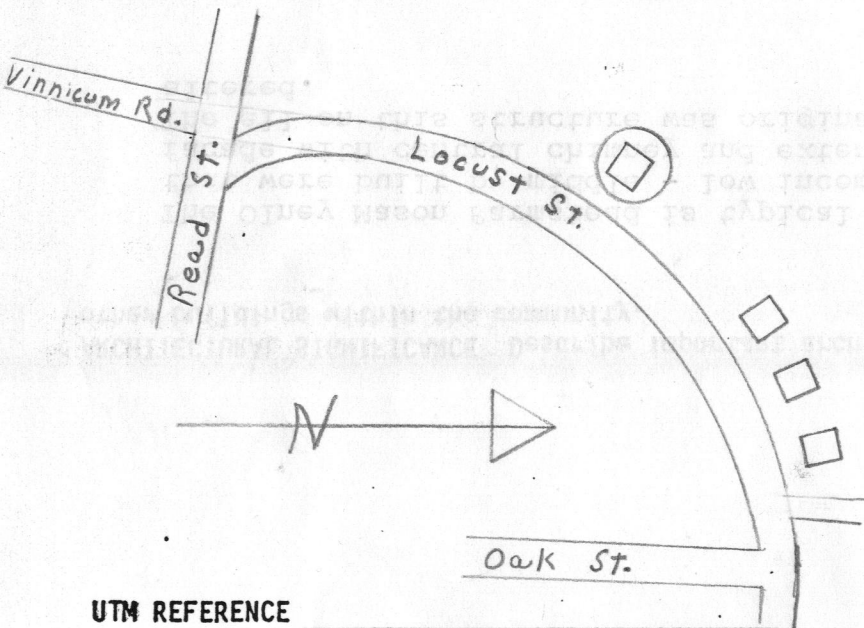 Vinnicum Rd.
Read St.
Locust St.
N
Oak St.
UTM REFERENCE